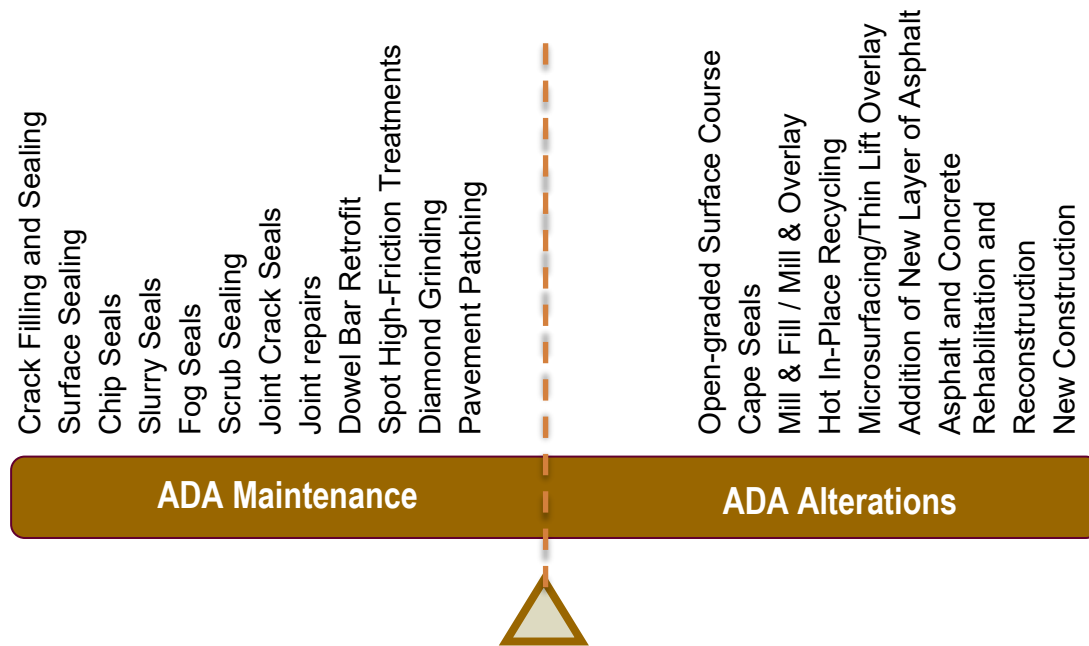 Crack Filling and Sealing
Surface Sealing
Chip Seals
Slurry Seals
Fog Seals
Scrub Sealing
Joint Crack Seals
Joint repairs
Dowel Bar Retrofit
Spot High-Friction Treatments
Diamond Grinding
Pavement Patching
Open-graded Surface Course
Cape Seals
Mill & Fill / Mill & Overlay
Hot In-Place Recycling
Microsurfacing/Thin Lift Overlay
Addition of New Layer of Asphalt
Asphalt and Concrete
Rehabilitation and
Reconstruction
New Construction
ADA Maintenance
ADA Alterations